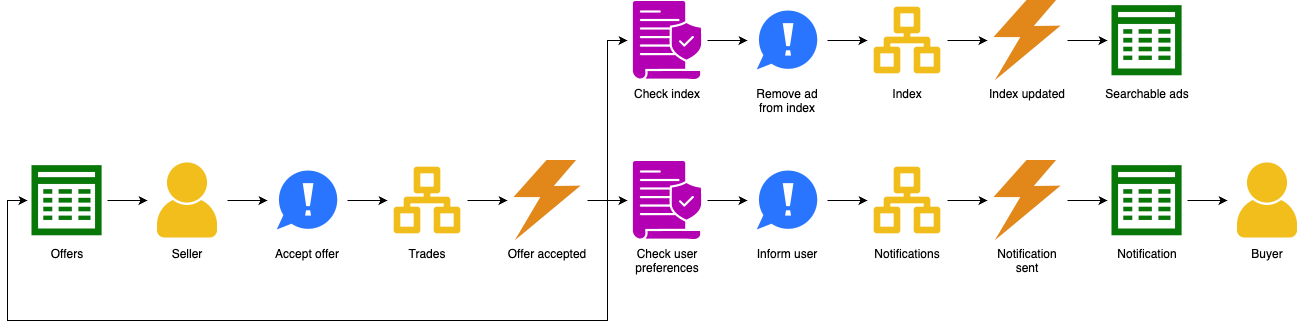 Check index
Remove ad
from index
Index
Index updated
Searchable ads
Offers
Seller
Accept offer
Trades
Offer accepted
Check user
preferences
Inform user
Notifications
Notification
sent
Notification
Buyer